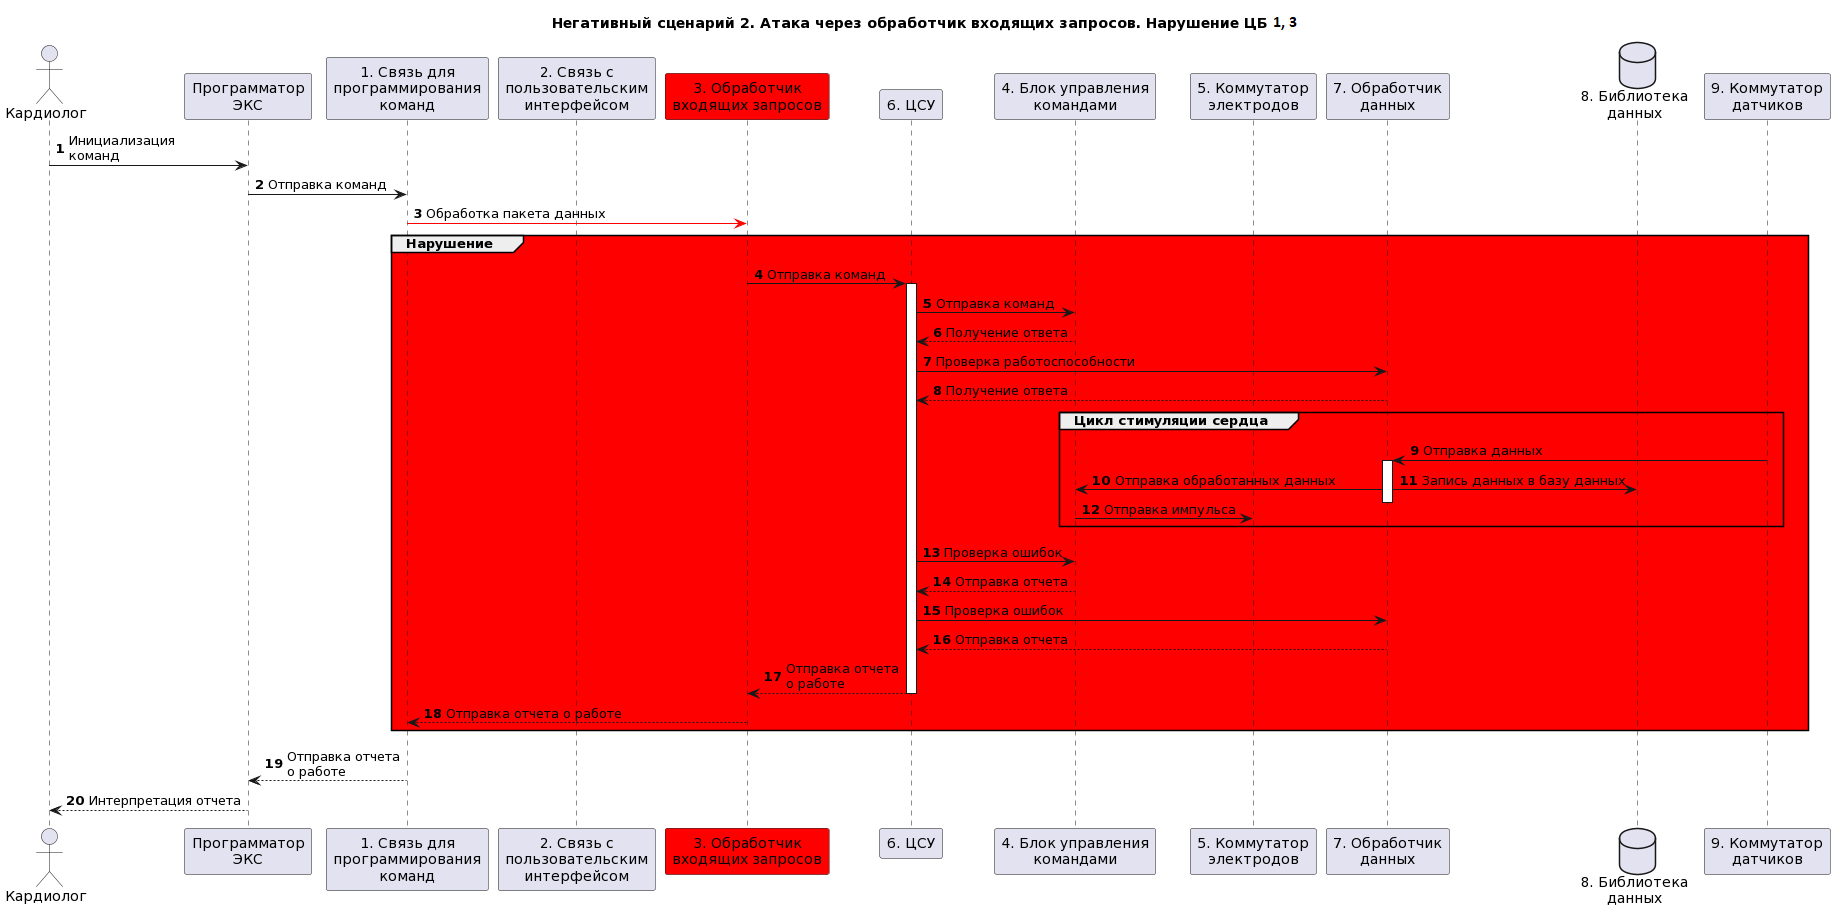 Негативный сценарий 2. Атака через обработчик входящих запросов. Нарушение ЦБ 1, 3
Кардиолог
Программатор
ЭКС
1. Связь для
программирования
команд
2. Связь с
пользовательским
интерфейсом
3. Обработчик
входящих запросов
6. ЦСУ
4. Блок управления
командами
5. Коммутатор
электродов
7. Обработчик
данных
8. Библиотека
данных
9. Коммутатор
датчиков
1 Инициализация
команд
2 Отправка команд
3 Обработка пакета данных
Нарушение
4 Отправка команд
5 Отправка команд
6 Получение ответа
7 Проверка работоспособности
8 Получение ответа
Цикл стимуляции сердца
9 Отправка данных
10 Отправка обработанных данных
11 Запись данных в базу данных
12 Отправка импульса
13 Проверка ошибок
14 Отправка отчета
15 Проверка ошибок
16 Отправка отчета
17 Отправка отчета
о работе
18 Отправка отчета о работе
19 Отправка отчета
о работе
20 Интерпретация отчета
Кардиолог
Программатор
ЭКС
1. Связь для
программирования
команд
2. Связь с
пользовательским
интерфейсом
3. Обработчик
входящих запросов
6. ЦСУ
4. Блок управления
командами
5. Коммутатор
электродов
7. Обработчик
данных
8. Библиотека
данных
9. Коммутатор
датчиков